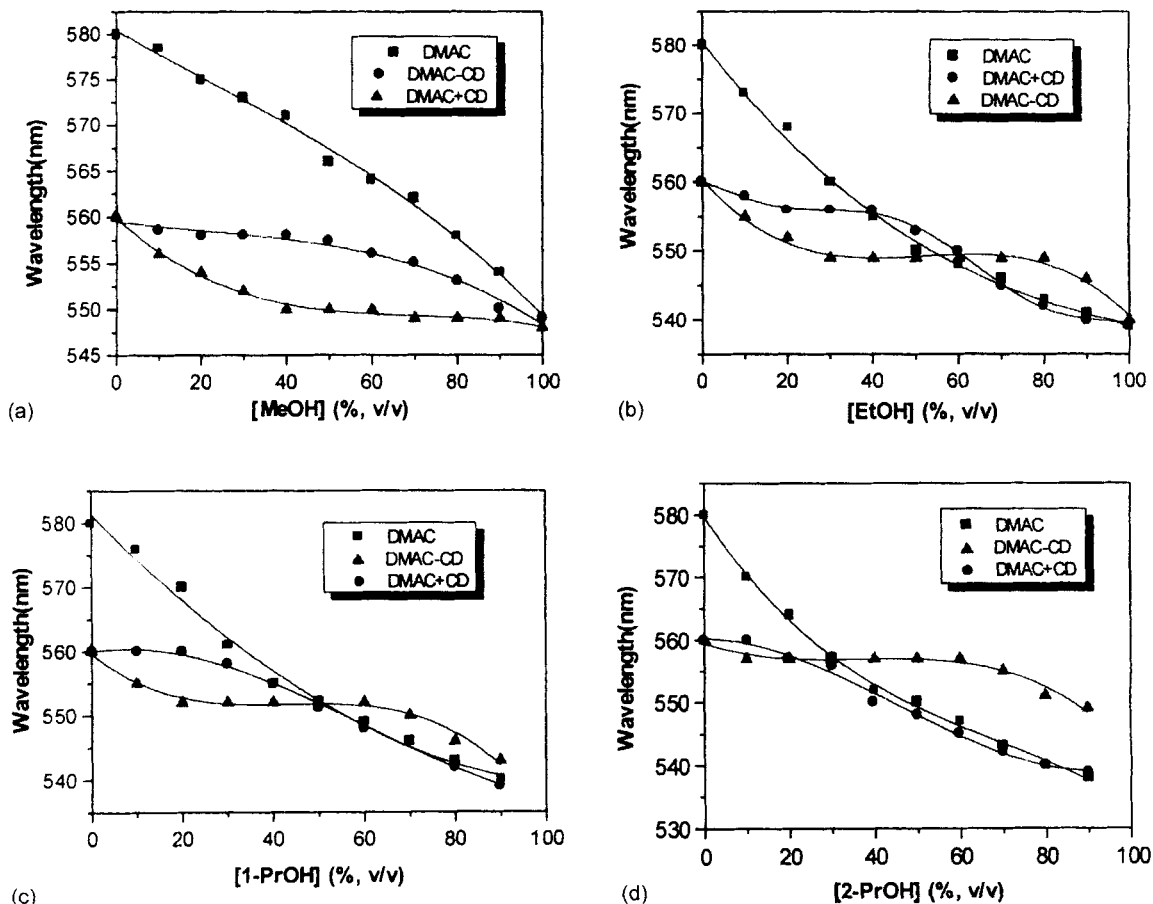 Wavelength(nm)
580
575
570
565
560
555
550
545
DMAC
DMAC-CD
DMAC+CD
0
20
40
60
80
100
(a)
[MeOH] (%, v/v)
Wavelength(nm)
580
570
560
550
540
DMAC
DMAC+CD
DMAC-CD
0
20
40
60
80
100
(b)
[EtOH] (%, v/v)
Wavelength(nm)
580
570
560
550
540
DMAC
DMAC-CD
DMAC+CD
0
20
40
60
80
100
(c)
[1-PrOH] (%, v/v)
Wavelength(nm)
580
570
560
550
540
530
DMAC
DMAC-CD
DMAC+CD
0
20
40
60
80
100
(d)
[2-PrOH] (%, v/v)